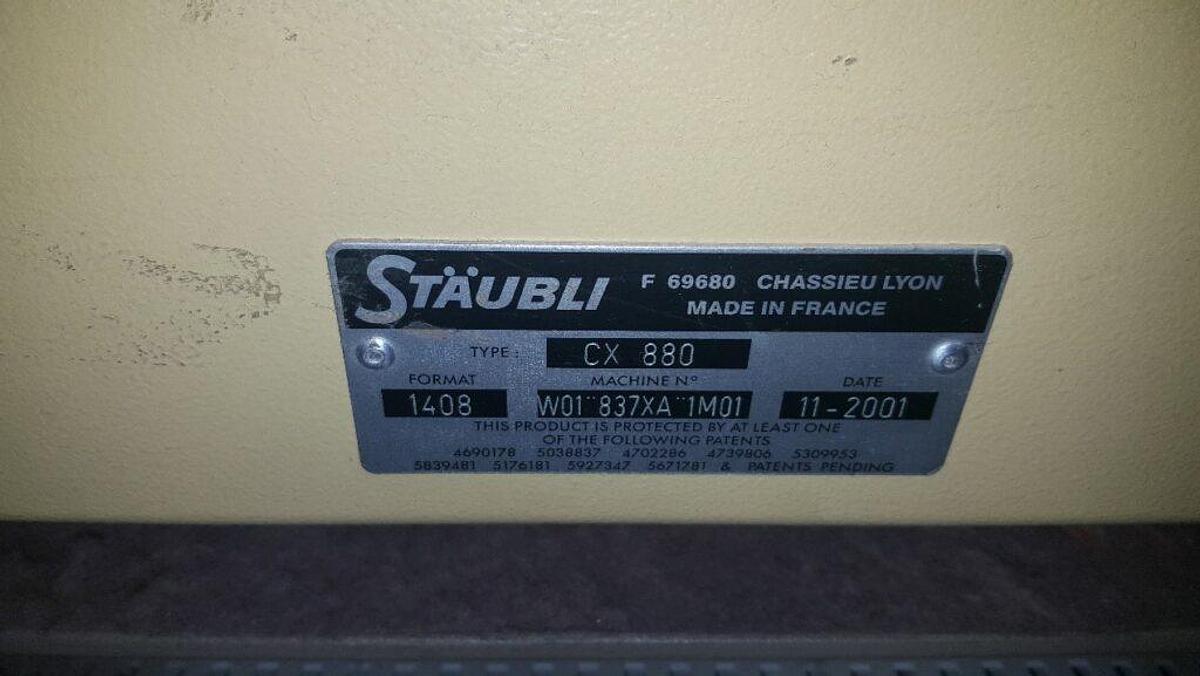 STÄUBLI F 69680 CHASSIEU LYON
MADE IN FRANCE
TYPE : CX 880
FORMAT MACHINE Nº DATE
1408 W01¨837XA¨1M01 11-2001
THIS PRODUCT IS PROTECTED BY AT LEAST ONE
OF THE FOLLOWING PATENTS
4690178 5038837 4702286 4739806 5309953
5839481 5176181 5927347 5671781 & PATENTS PENDING